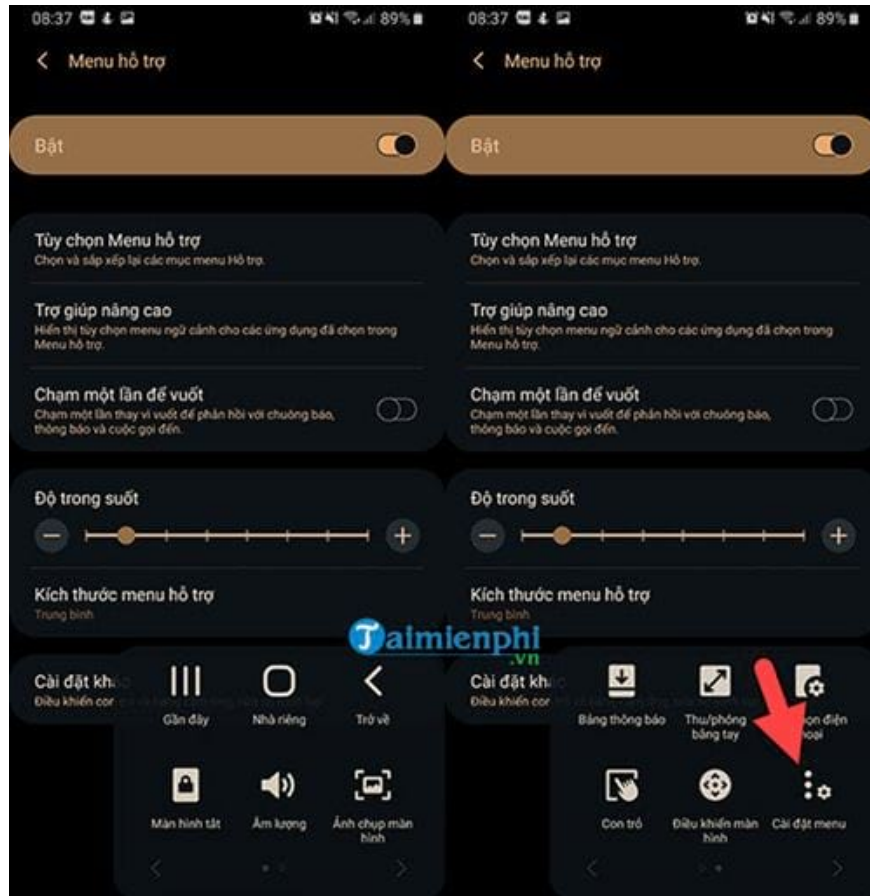 08:37
89%
Menu hỗ trợ
Bật
Tùy chọn Menu hỗ trợ
Chọn và sắp xếp lại các mục menu Hỗ trợ.
Trợ giúp nâng cao
Hiển thị tùy chọn menu ngữ cảnh cho các ứng dụng đã chọn trong
Menu hỗ trợ.
Chạm một lần để vuốt
Chạm một lần thay vì vuốt để phản hồi với chuông báo,
thông báo và cuộc gọi đến.
Độ trong suốt
Kích thước menu hỗ trợ
Trung bình
Cài đặt kh
Điều khiển con
Gần đây
Nhà riêng
Trở về
Màn hình tắt
Âm lượng
Ảnh chụp màn
hình
08:37
89%
Menu hỗ trợ
Bật
Tùy chọn Menu hỗ trợ
Chọn và sắp xếp lại các mục menu Hỗ trợ.
Trợ giúp nâng cao
Hiển thị tùy chọn menu ngữ cảnh cho các ứng dụng đã chọn trong
Menu hỗ trợ.
Chạm một lần để vuốt
Chạm một lần thay vì vuốt để phản hồi với chuông báo,
thông báo và cuộc gọi đến.
Độ trong suốt
Kích thước menu hỗ trợ
Trung bình
Taimienphi
.vn
Cài đặt kh
Điều khiển con
Bảng thông báo
Thu/phóng
bằng tay
điện
Con trỏ
Điều khiển màn
hình
Cài đặt menu